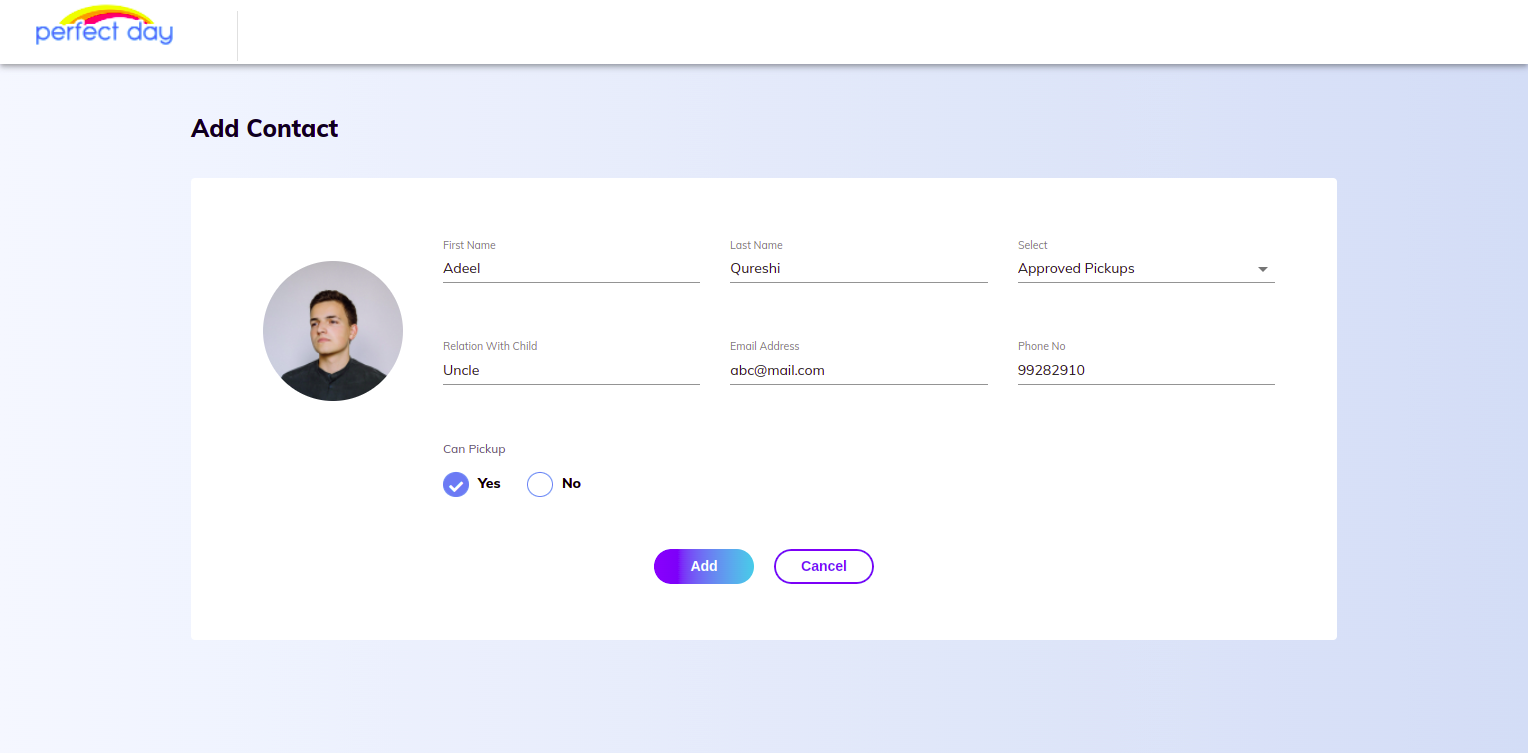 perfect day
Add Contact
First Name
Last Name
Select
Adeel
Qureshi
Approved Pickups
Relation With Child
Email Address
Phone No
Uncle
abc@mail.com
99282910
Can Pickup
Yes
No
Add
Cancel